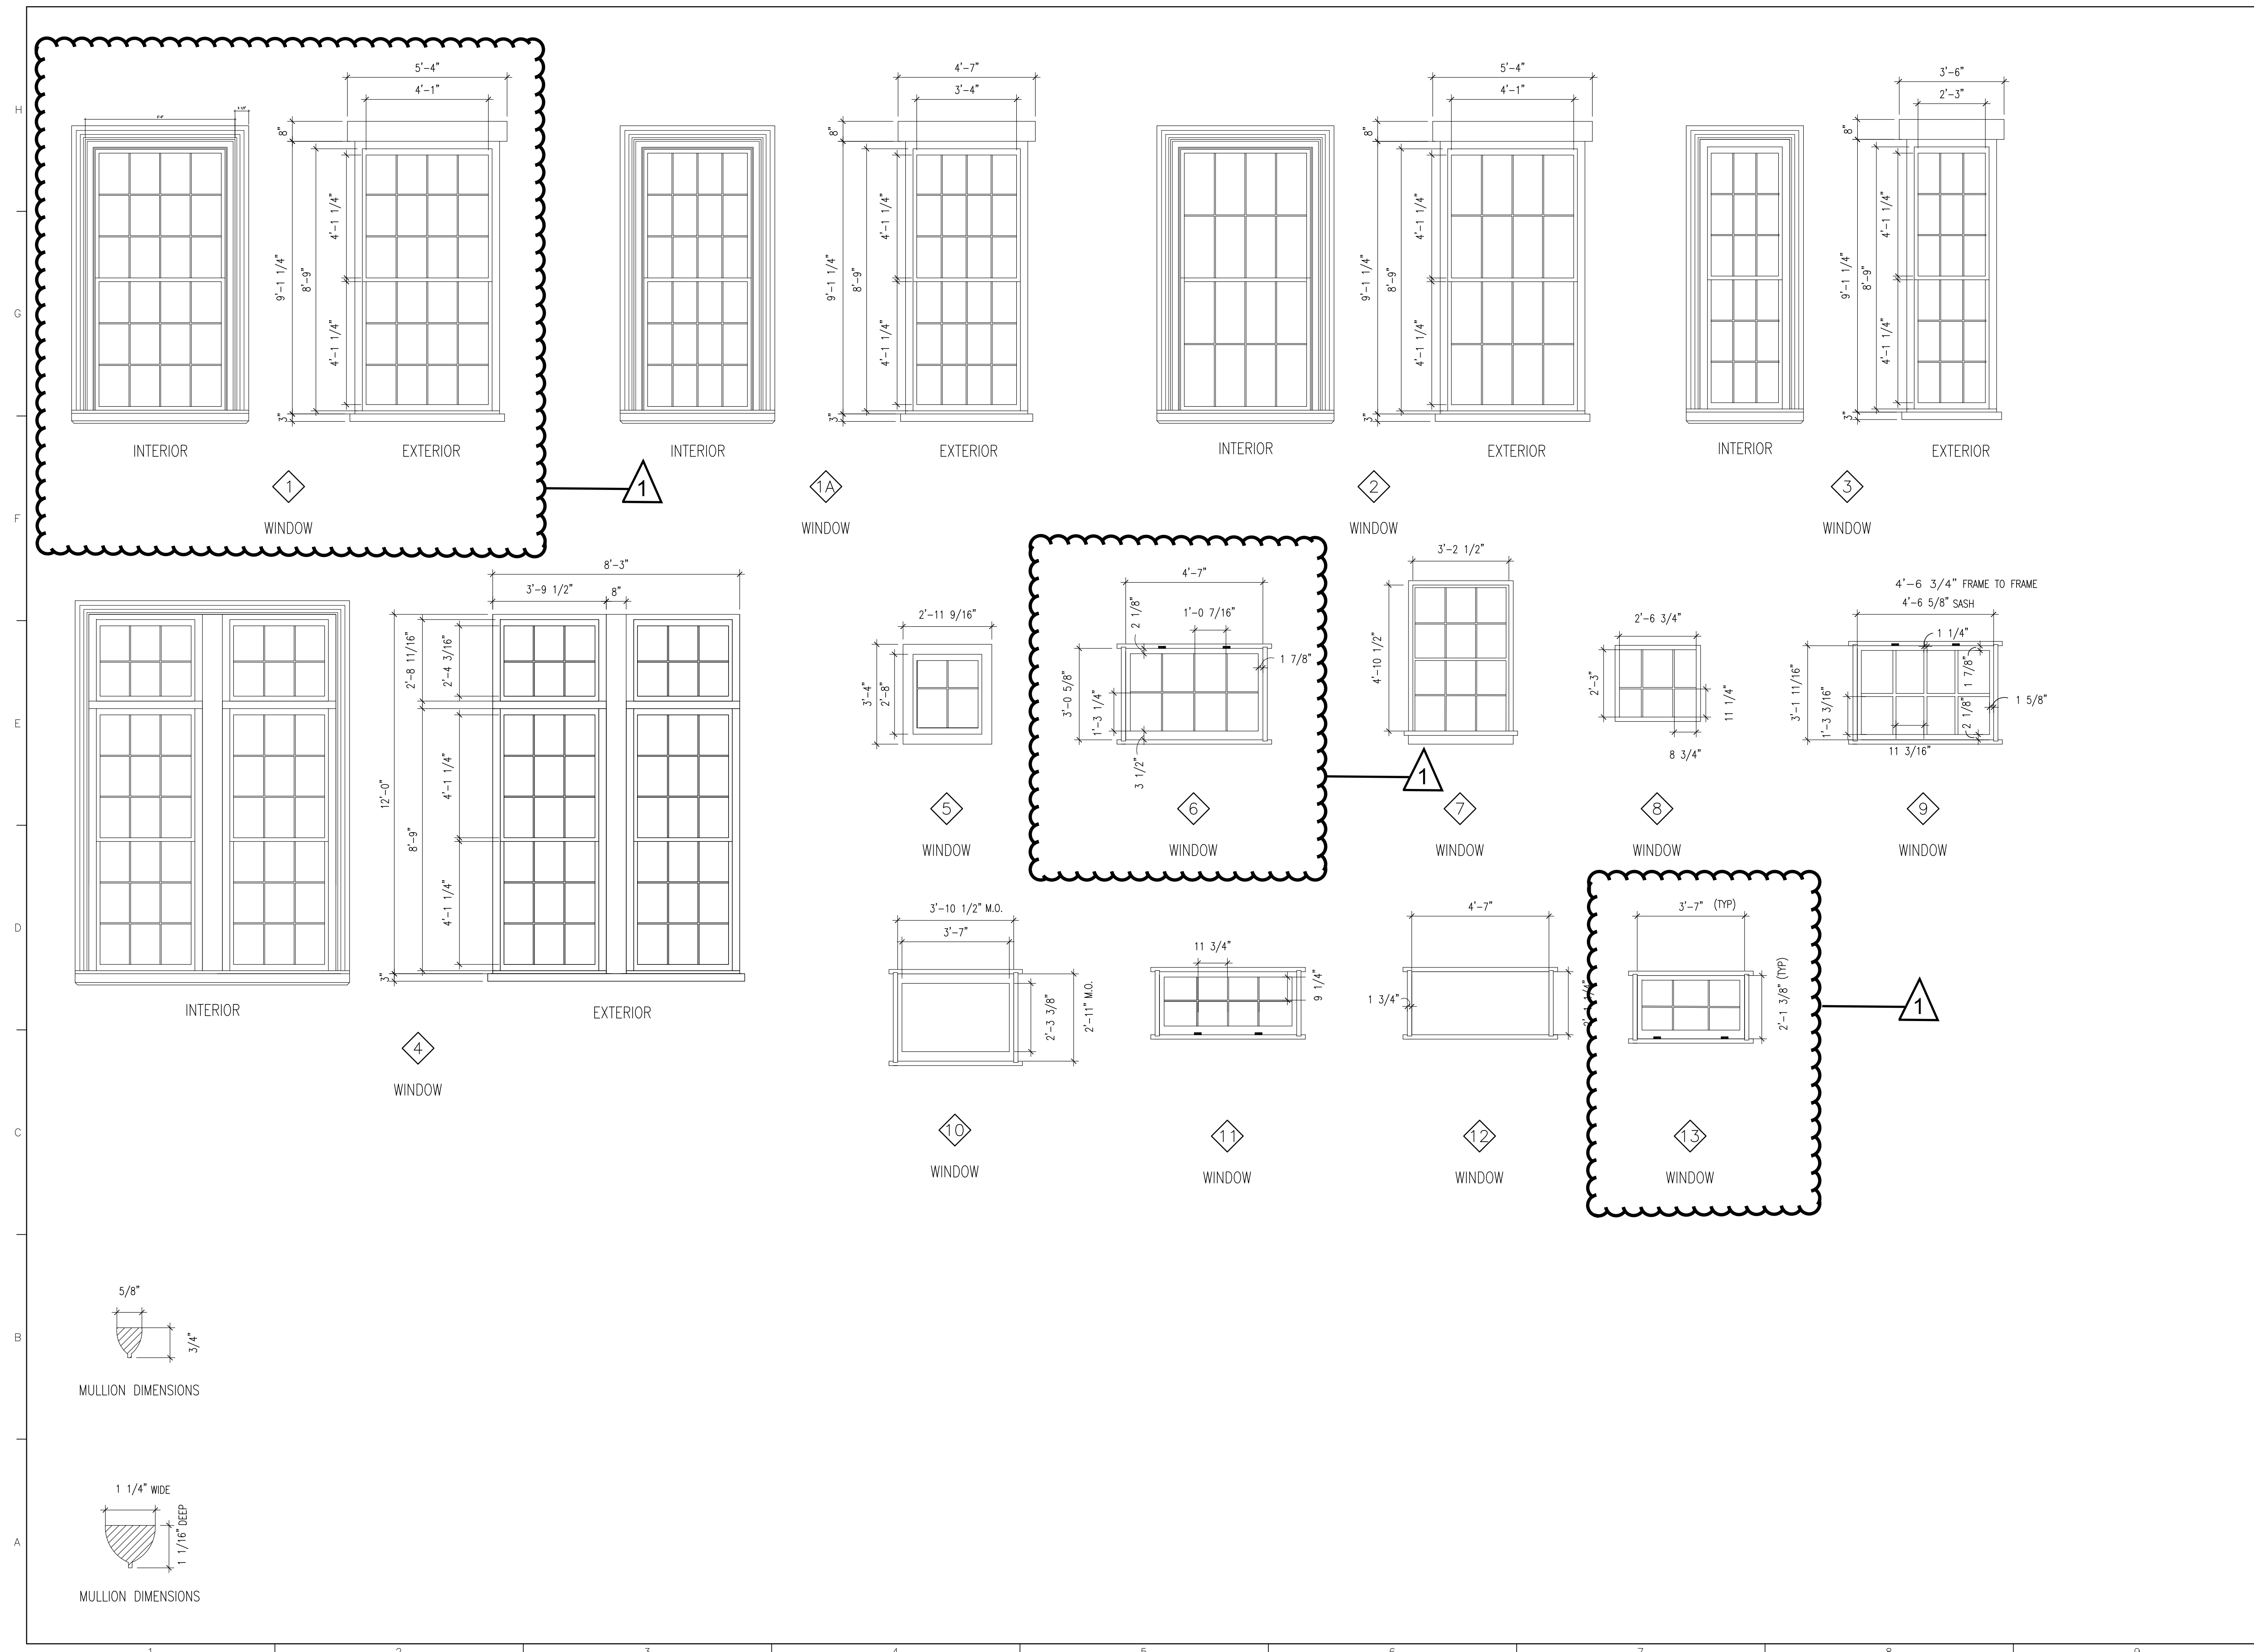 H
G
F
E
D
C
B
A
5'-4"
4'-1"
8"
9'-1 1/4"
8'-9"
4'-1 1/4"
4'-1 1/4"
3"
INTERIOR
EXTERIOR
1
WINDOW
1
4'-7"
3'-4"
8"
9'-1 1/4"
8'-9"
4'-1 1/4"
4'-1 1/4"
3"
INTERIOR
EXTERIOR
1A
WINDOW
5'-4"
4'-1"
8"
9'-1 1/4"
8'-9"
4'-1 1/4"
4'-1 1/4"
3"
INTERIOR
EXTERIOR
2
WINDOW
3'-6"
2'-3"
8"
9'-1 1/4"
8'-9"
4'-1 1/4"
4'-1 1/4"
3"
INTERIOR
EXTERIOR
3
WINDOW
8'-3"
3'-9 1/2"
8"
2'-8 11/16"
2'-4 3/16"
12'-0"
8'-9"
4'-1 1/4"
4'-1 1/4"
3"
INTERIOR
EXTERIOR
4
WINDOW
2'-11 9/16"
3'-4"
2'-8"
5
WINDOW
4'-7"
2 1/8"
1'-0 7/16"
1 7/8"
3'-0 5/8"
1'-3 1/4"
3 1/2"
6
WINDOW
1
3'-2 1/2"
4'-10 1/2"
7
WINDOW
2'-6 3/4"
2'-3"
11 1/4"
8 3/4"
8
WINDOW
4'-6 3/4" FRAME TO FRAME
4'-6 5/8" SASH
1 1/4"
1 7/8"
3'-1 11/16"
1'-3 3/16"
2 1/8"
1 5/8"
11 3/16"
9
WINDOW
3'-10 1/2" M.O.
3'-7"
2'-3 3/8"
2'-11" M.O.
10
WINDOW
11 3/4"
9 1/4"
11
WINDOW
4'-7"
1 3/4"
12
WINDOW
3'-7" (TYP)
2'-1 3/8" (TYP)
13
WINDOW
1
5/8"
3/4"
MULLION DIMENSIONS
1 1/4" WIDE
1 1/16" DEEP
MULLION DIMENSIONS
1 2 3 4 5 6 7 8 9